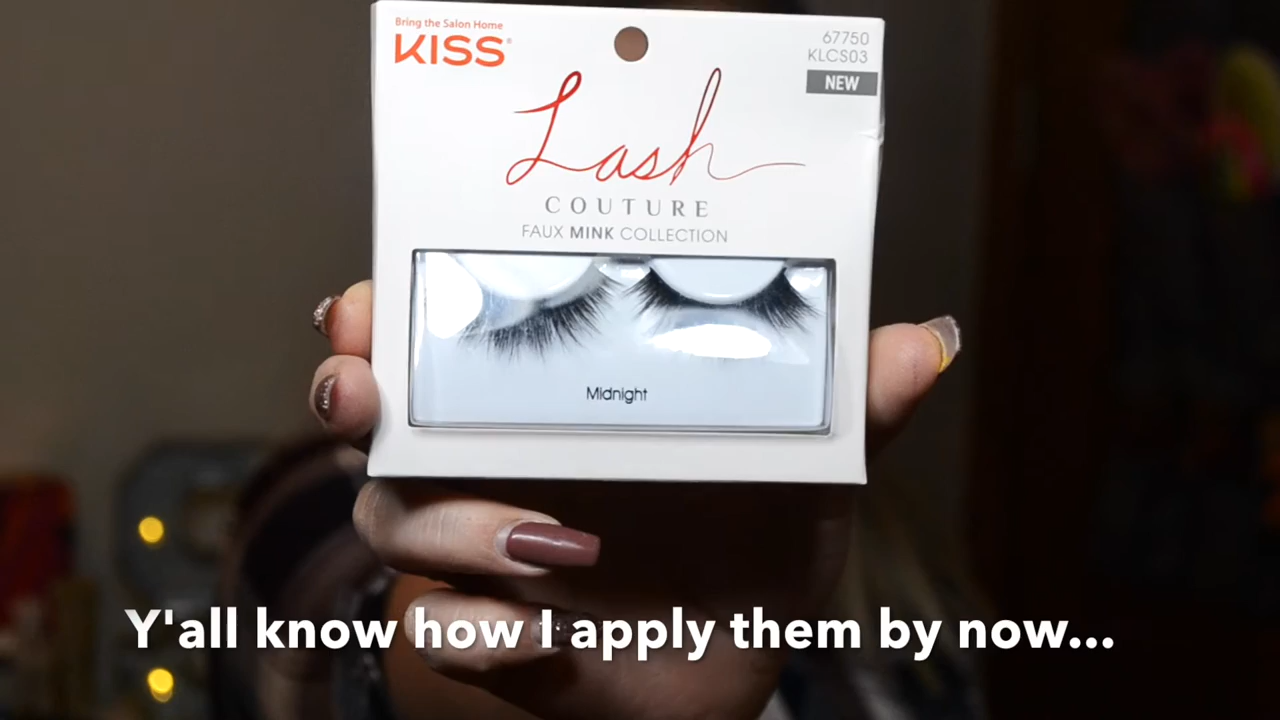 Bring the Salon Home
KISS®
67750
KLCS03
NEW
Lash
COUTURE
FAUX MINK COLLECTION
Midnight
Y'all know how I apply them by now...